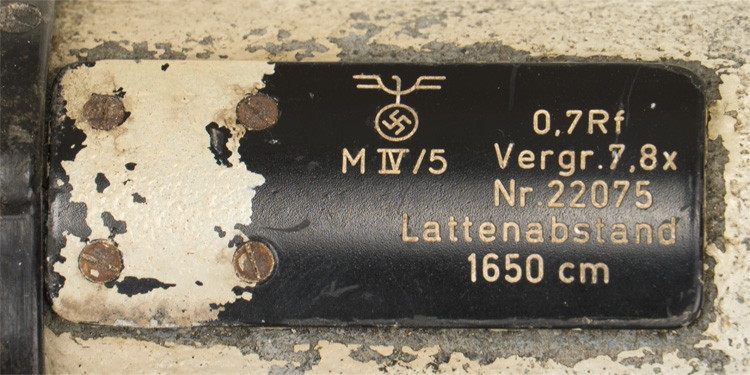 M IV/5
0,7Rf
Vergr.7,8x
Nr.22075
Lattenabstand
1650 cm